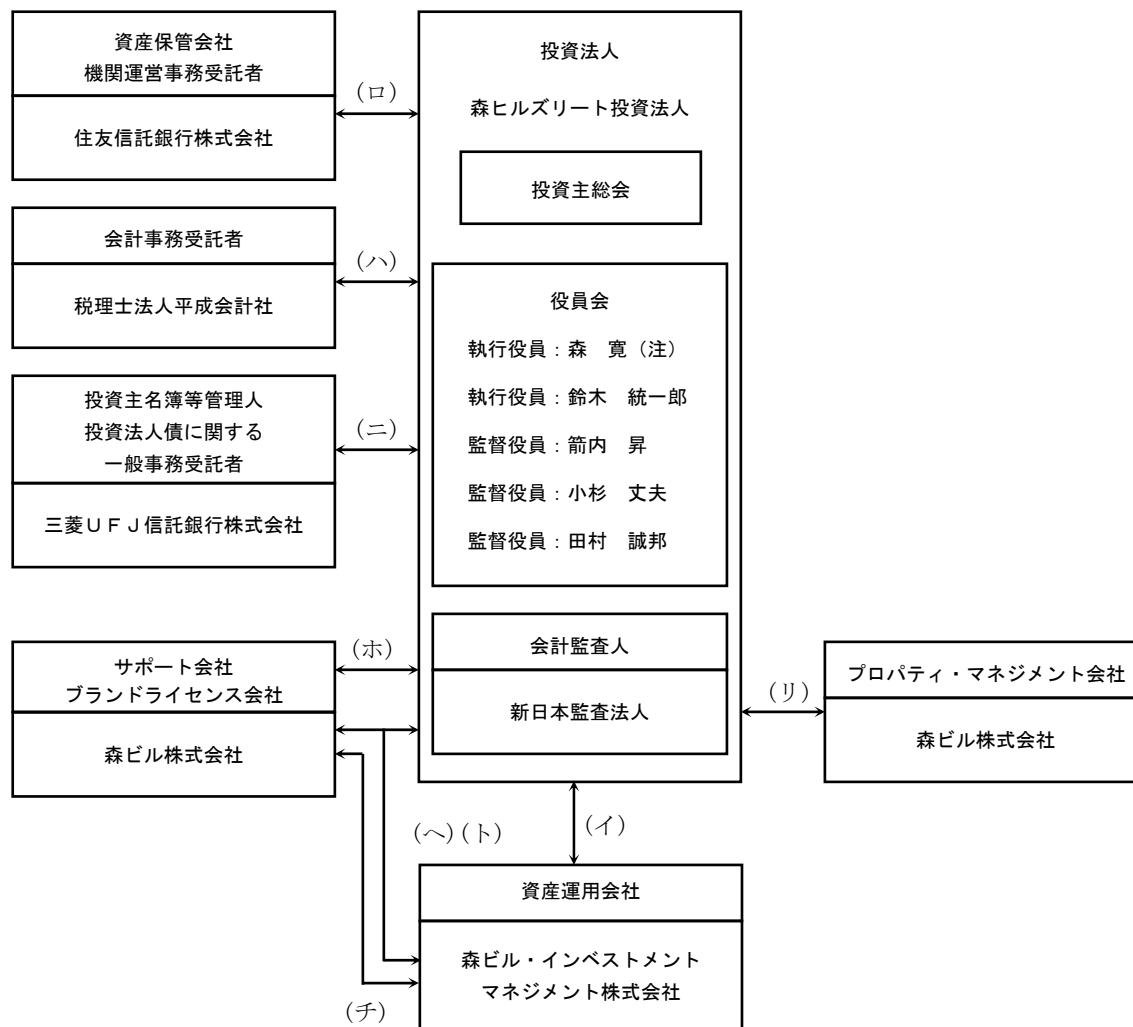 資産保管会社
機関運営事務受託者
住友信託銀行株式会社
(ロ)
会計事務受託者
税理士法人平成会計社
(ハ)
投資主名簿等管理人
投資法人債に関する
一般事務受託者
三菱UFJ信託銀行株式会社
(ニ)
投資法人
森ヒルズリート投資法人
投資主総会
役員会
執行役員：森　寛（注）
執行役員：鈴木　統一郎
監督役員：箭内　昇
監督役員：小杉　丈夫
監督役員：田村　誠邦
会計監査人
新日本監査法人
サポート会社
ブランドライセンス会社
森ビル株式会社
(ホ)
(ヘ)(ト)
(チ)
(イ)
(リ)
プロパティ・マネジメント会社
森ビル株式会社
資産運用会社
森ビル・インベストメント
マネジメント株式会社